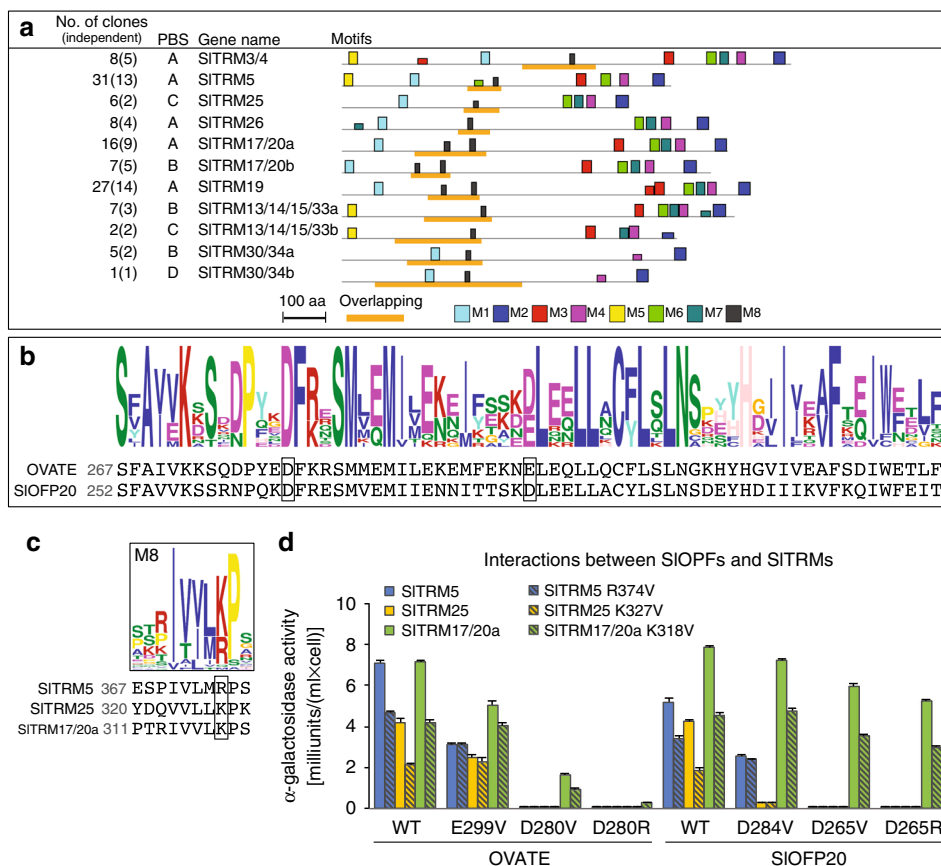 a
No. of clones (independent) PBS Gene name Motifs
8(5) A SlTRM3/4
31(13) A SlTRM5
6(2) C SlTRM25
8(4) A SlTRM26
16(9) A SlTRM17/20a
7(5) B SlTRM17/20b
27(14) A SlTRM19
7(3) B SlTRM13/14/15/33a
2(2) C SlTRM13/14/15/33b
5(2) B SlTRM30/34a
1(1) D SlTRM30/34b
100 aa Overlapping M1 M2 M3 M4 M5 M6 M7 M8
b
OVATE 267 SFAIVKKSQDPYEDFKRSMMEMILEKEMFEKNELEQLLQCFLSLNGKHYHGVIVEAFSDIWETLF
SlOFP20 252 SFAVVKSSRNPQKDFRESMVEMIIENNITTSKDLEELLACYLSLNSDEYHDIIIKVFKQIWFEIT
c
M8
SlTRM5 367 ESPIVLMRPS
SlTRM25 320 YDQVVLLKPK
SlTRM17/20a 311 PTRIVVLKPS
d
Interactions between SlOPFs and SlTRMs
SlTRM5 SlTRM5 R374V
SlTRM25 SlTRM25 K327V
SlTRM17/20a SlTRM17/20a K318V
α-galactosidase activity
[milliunits/(ml×cell)]
10
8
6
4
2
0
WT E299V D280V D280R WT D284V D265V D265R
OVATE SlOFP20